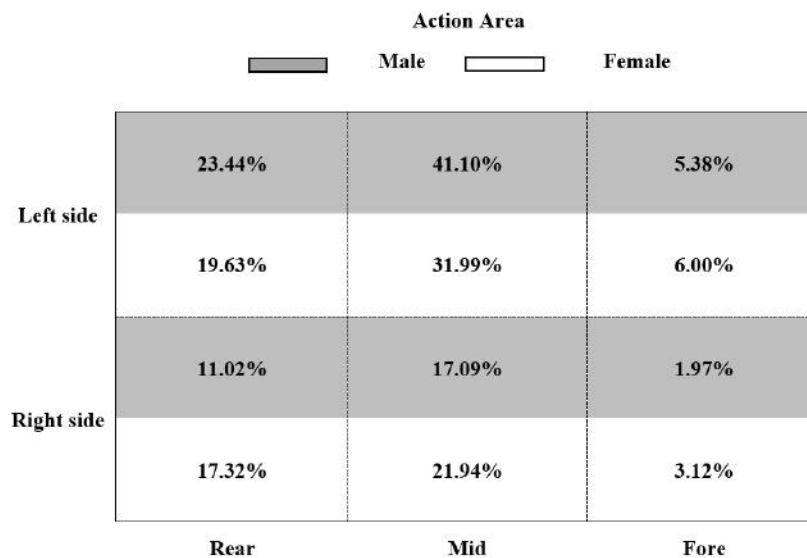 Action Area
Male Female
23.44% 41.10% 5.38%
Left side
19.63% 31.99% 6.00%
11.02% 17.09% 1.97%
Right side
17.32% 21.94% 3.12%
Rear Mid Fore